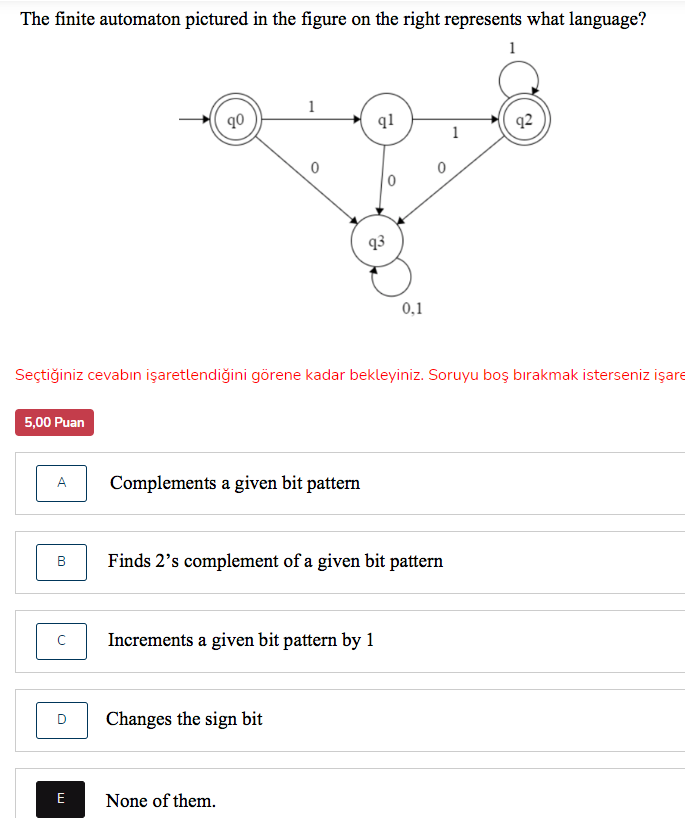 The finite automaton pictured in the figure on the right represents what language?
1
q0
1
q1
1
q2
0
0
0
q3
0,1
Seçtiğiniz cevabın işaretlendiğini görene kadar bekleyiniz. Soruyu boş bırakmak isterseniz işare
5,00 Puan
A Complements a given bit pattern
B Finds 2’s complement of a given bit pattern
C Increments a given bit pattern by 1
D Changes the sign bit
E None of them.